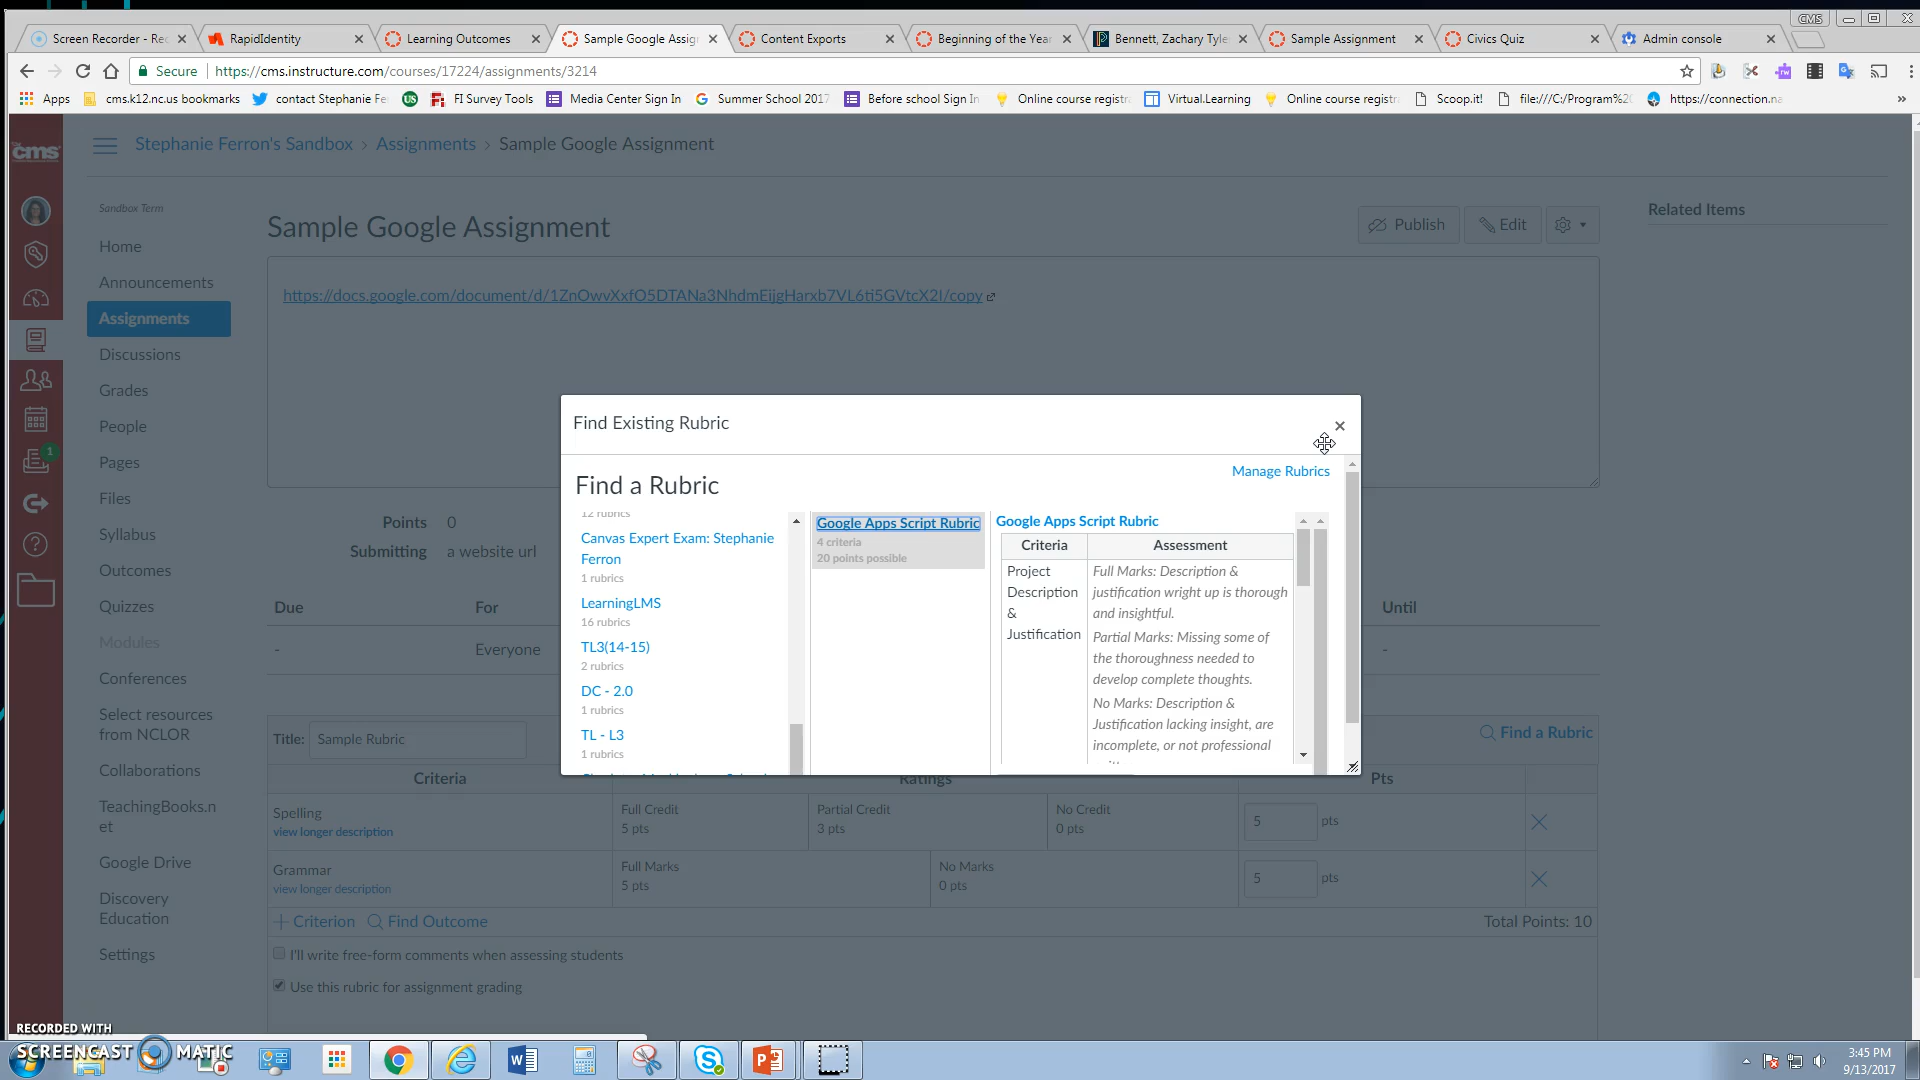 CMS
Screen Recorder - Rec
RapidIdentity
Learning Outcomes
Sample Google Assig
Content Exports
Beginning of the Year
Bennett, Zachary Tyle
Sample Assignment
Civics Quiz
Admin console
Secure
https://cms.instructure.com/courses/17224/assignments/3214
Apps
cms.k12.nc.us bookmarks
contact Stephanie Fe
US
FI Survey Tools
Media Center Sign In
Summer School 2017
Before school Sign In
Online course registr
Virtual.Learning
Online course registr
Scoop.it!
file:///C:/Program%20
https://connection.na
cms
Stephanie Ferron's Sandbox > Assignments > Sample Google Assignment
Sandbox Term
Home
Announcements
Assignments
Discussions
Grades
People
Pages
Files
Syllabus
Outcomes
Quizzes
Modules
Conferences
Select resources
from NCLOR
Collaborations
TeachingBooks.n
et
Google Drive
Discovery
Education
Settings
1
Sample Google Assignment
Publish
Edit
Related Items
https://docs.google.com/document/d/1ZnOwvXxfO5DTANa3NhdmEijgHarxb7VL6ti5GVtcX2I/copy
Points 0
Submitting a website url
Due
For
Until
-
Everyone
-
Find Existing Rubric
Manage Rubrics
Find a Rubric
12 rubrics
Canvas Expert Exam: Stephanie
Ferron
1 rubrics
LearningLMS
16 rubrics
TL3(14-15)
2 rubrics
DC - 2.0
1 rubrics
TL - L3
1 rubrics
Google Apps Script Rubric
4 criteria
20 points possible
Google Apps Script Rubric
Criteria
Assessment
Project
Description
&
Justification
Full Marks: Description &
justification wright up is thorough
and insightful.
Partial Marks: Missing some of
the thoroughness needed to
develop complete thoughts.
No Marks: Description &
Justification lacking insight, are
incomplete, or not professional
Title: Sample Rubric
Find a Rubric
Criteria
Ratings
Pts
Spelling
view longer description
Full Credit
5 pts
Partial Credit
3 pts
No Credit
0 pts
5 pts
Grammar
view longer description
Full Marks
5 pts
No Marks
0 pts
5 pts
Criterion
Find Outcome
Total Points: 10
I'll write free-form comments when assessing students
Use this rubric for assignment grading
RECORDED WITH
SCREENCAST MATIC
3:45 PM
9/13/2017